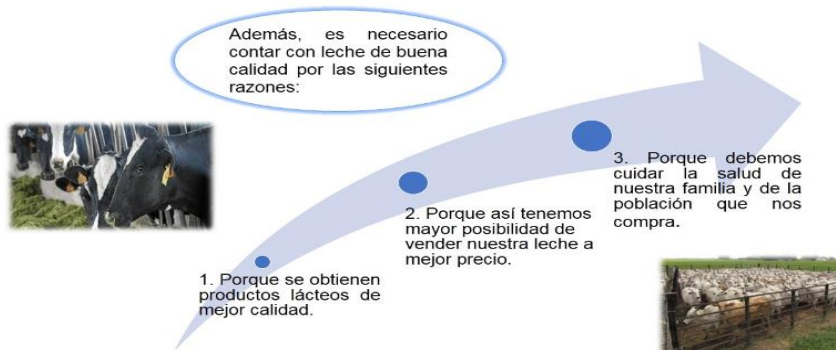 Además, es necesario
contar con leche de buena
calidad por las siguientes
razones:
1. Porque se obtienen
productos lácteos de
mejor calidad.
2. Porque así tenemos
mayor posibilidad de
vender nuestra leche a
mejor precio.
3. Porque debemos
cuidar la salud de
nuestra familia y de la
población que nos
compra.